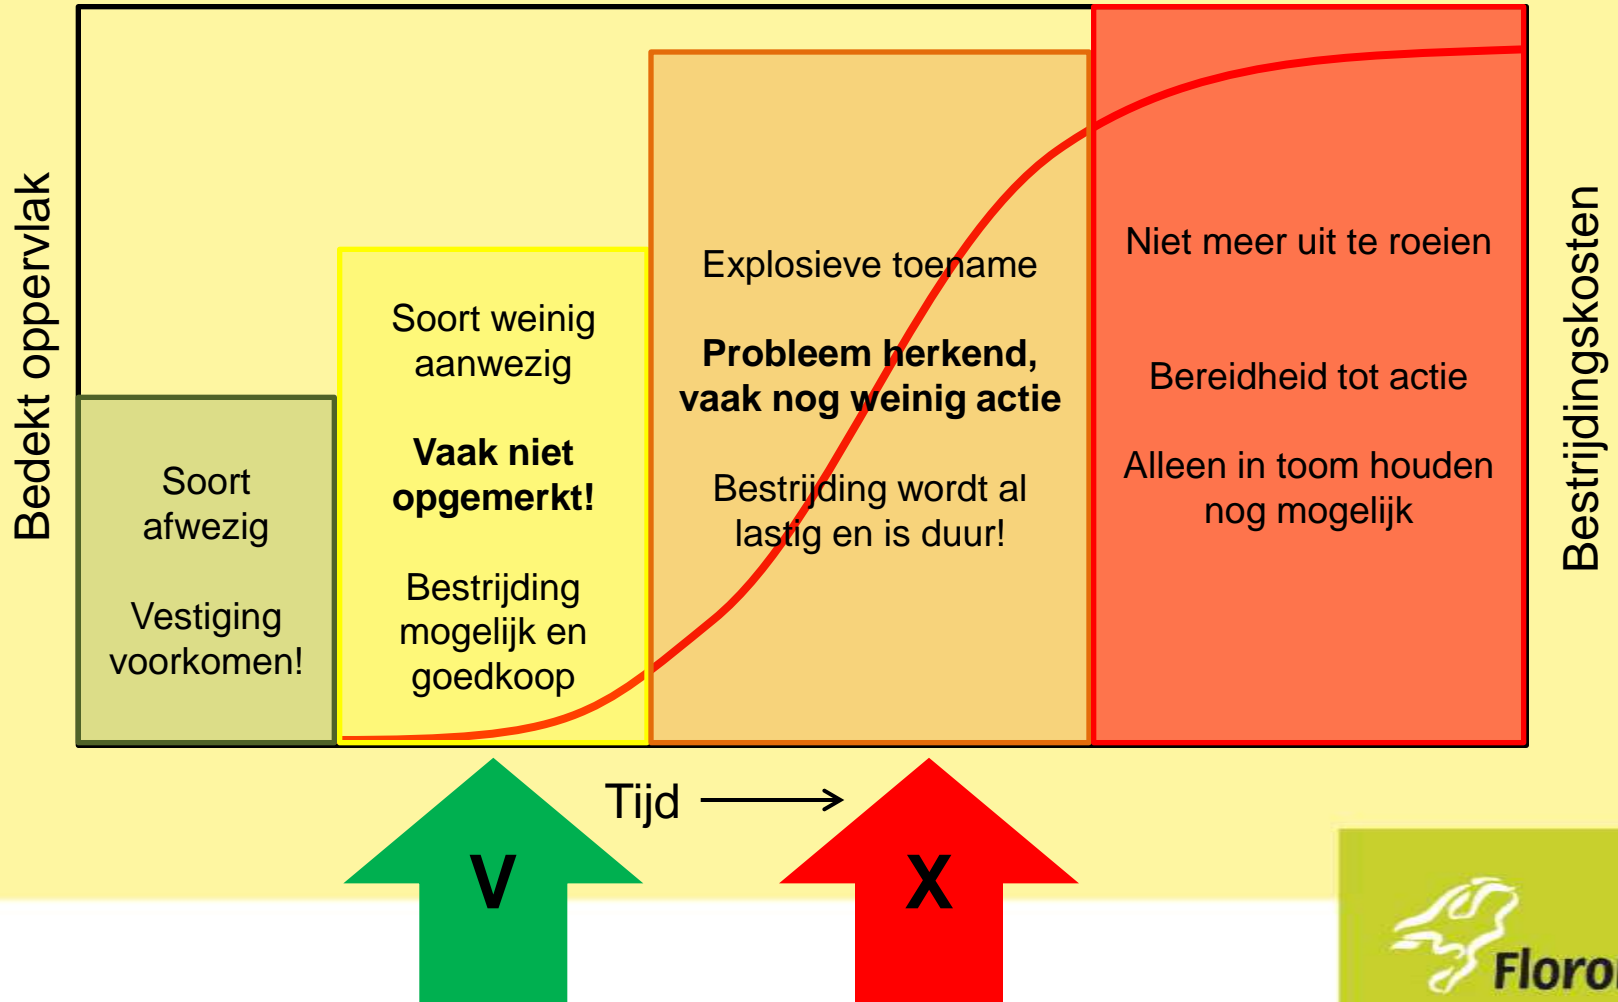 Bedekt oppervlak
Soort
afwezig
Vestiging
voorkomen!
Soort weinig
aanwezig
Vaak niet
opgemerkt!
Bestrijding
mogelijk en
goedkoop
Explosieve toename
Probleem herkend,
vaak nog weinig actie
Bestrijding wordt al
lastig en is duur!
Niet meer uit te roeien
Bereidheid tot actie
Alleen in toom houden
nog mogelijk
Bestrijdingskosten
Tijd
V
X
Floron